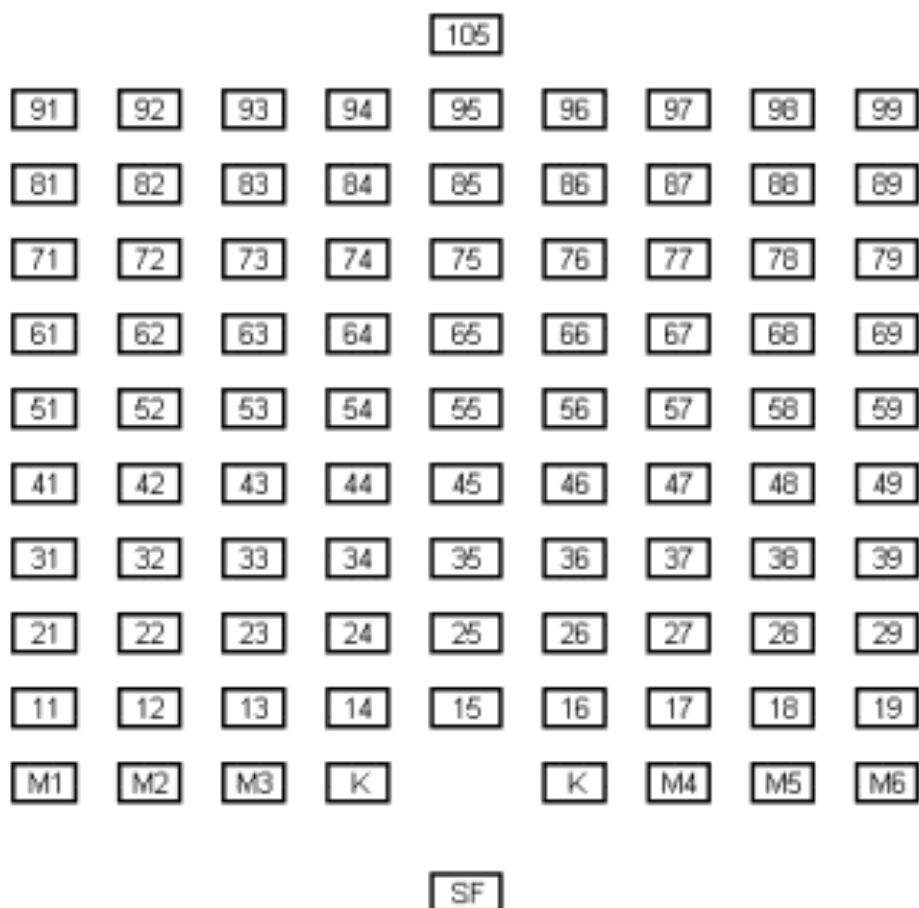 105
91 92 93 94 95 96 97 98 99
81 82 83 84 85 86 87 88 89
71 72 73 74 75 76 77 78 79
61 62 63 64 65 66 67 68 69
51 52 53 54 55 56 57 58 59
41 42 43 44 45 46 47 48 49
31 32 33 34 35 36 37 38 39
21 22 23 24 25 26 27 28 29
11 12 13 14 15 16 17 18 19
M1 M2 M3 K K M4 M5 M6
SF